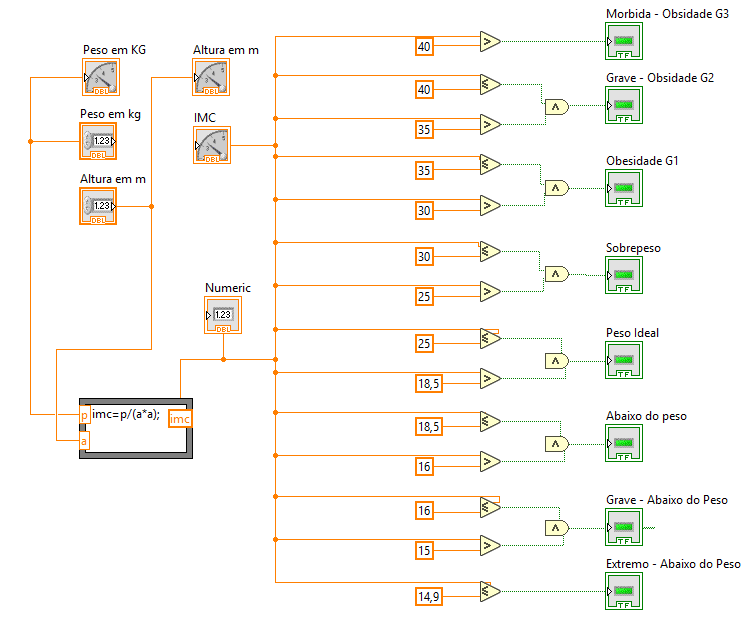 Peso em KG
DBL
Altura em m
DBL
Peso em kg
1.23
DBL
IMC
DBL
Altura em m
1.23
DBL
Numeric
1.23
DBL
p
imc=p/(a*a);
imc
a
40
>
Morbida - Obsidade G3
TF
40
≤
35
>
∧
Grave - Obsidade G2
TF
35
≤
30
>
∧
Obesidade G1
TF
30
≤
25
>
∧
Sobrepeso
TF
25
≤
18,5
>
∧
Peso Ideal
TF
18,5
≤
16
>
∧
Abaixo do peso
TF
16
≤
15
>
∧
Grave - Abaixo do Peso
TF
14,9
≤
Extremo - Abaixo do Peso
TF